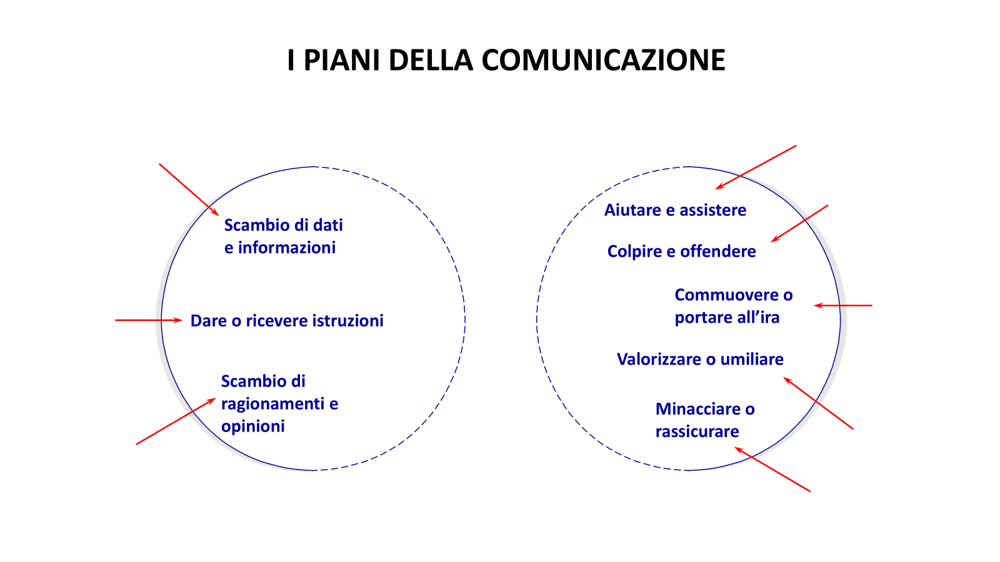 I PIANI DELLA COMUNICAZIONE
Scambio di dati
e informazioni
Dare o ricevere istruzioni
Scambio di
ragionamenti e
opinioni
Aiutare e assistere
Colpire e offendere
Commuovere o
portare all’ira
Valorizzare o umiliare
Minacciare o
rassicurare